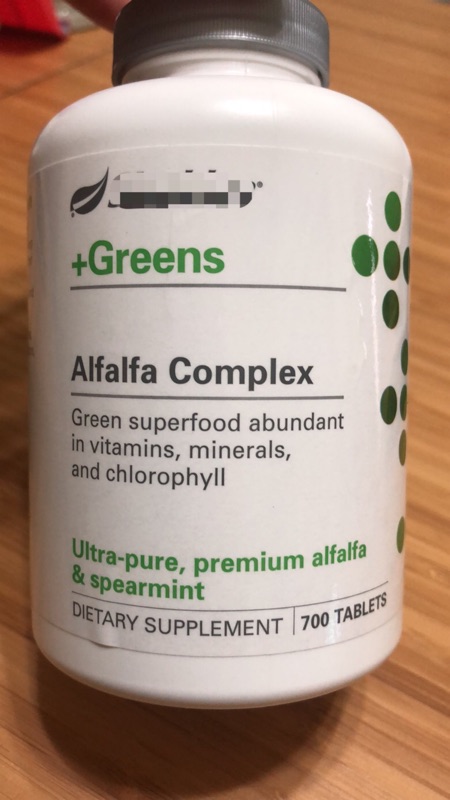 +Greens
Alfalfa Complex
Green superfood abundant
in vitamins, minerals,
and chlorophyll
Ultra-pure, premium alfalfa
& spearmint
DIETARY SUPPLEMENT | 700 TABLETS